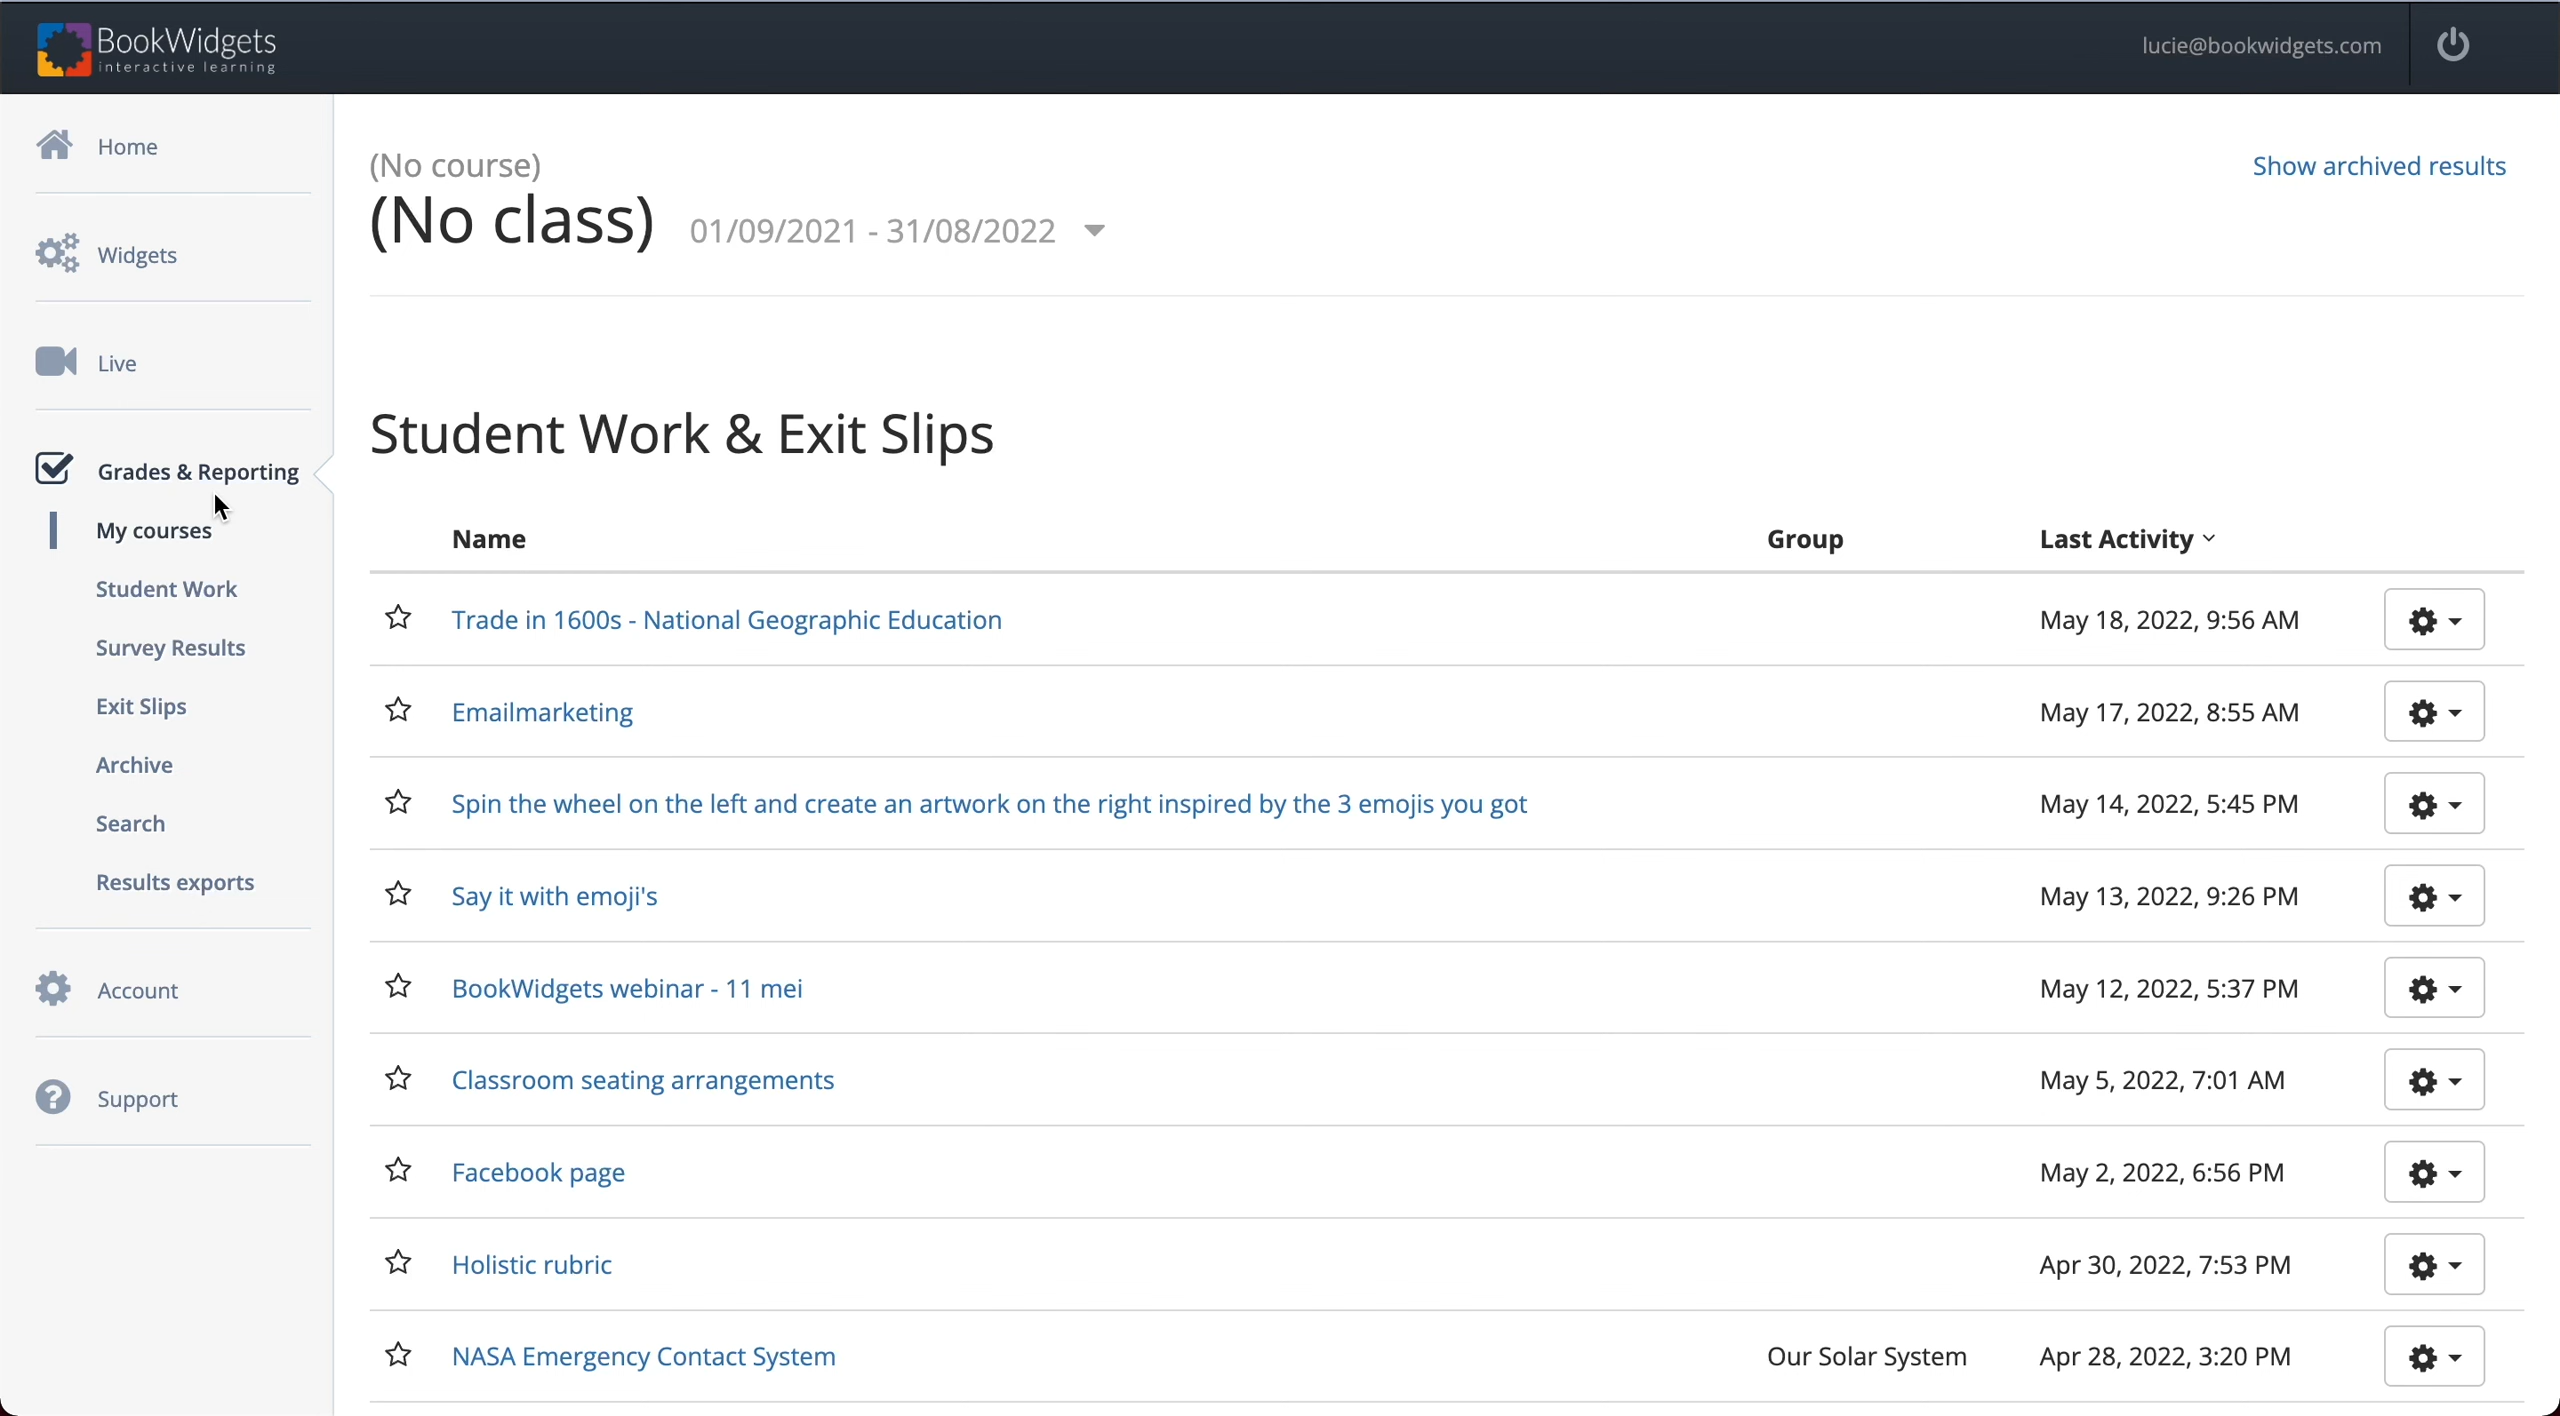 BookWidgets
interactive learning
lucie@bookwidgets.com
Home
Widgets
Live
Grades & Reporting
My courses
Student Work
Survey Results
Exit Slips
Archive
Search
Results exports
Account
Support
(No course)
Show archived results
(No class) 01/09/2021 - 31/08/2022
Student Work & Exit Slips
Name Group Last Activity
Trade in 1600s - National Geographic Education May 18, 2022, 9:56 AM
Emailmarketing May 17, 2022, 8:55 AM
Spin the wheel on the left and create an artwork on the right inspired by the 3 emojis you got May 14, 2022, 5:45 PM
Say it with emoji's May 13, 2022, 9:26 PM
BookWidgets webinar - 11 mei May 12, 2022, 5:37 PM
Classroom seating arrangements May 5, 2022, 7:01 AM
Facebook page May 2, 2022, 6:56 PM
Holistic rubric Apr 30, 2022, 7:53 PM
NASA Emergency Contact System Our Solar System Apr 28, 2022, 3:20 PM